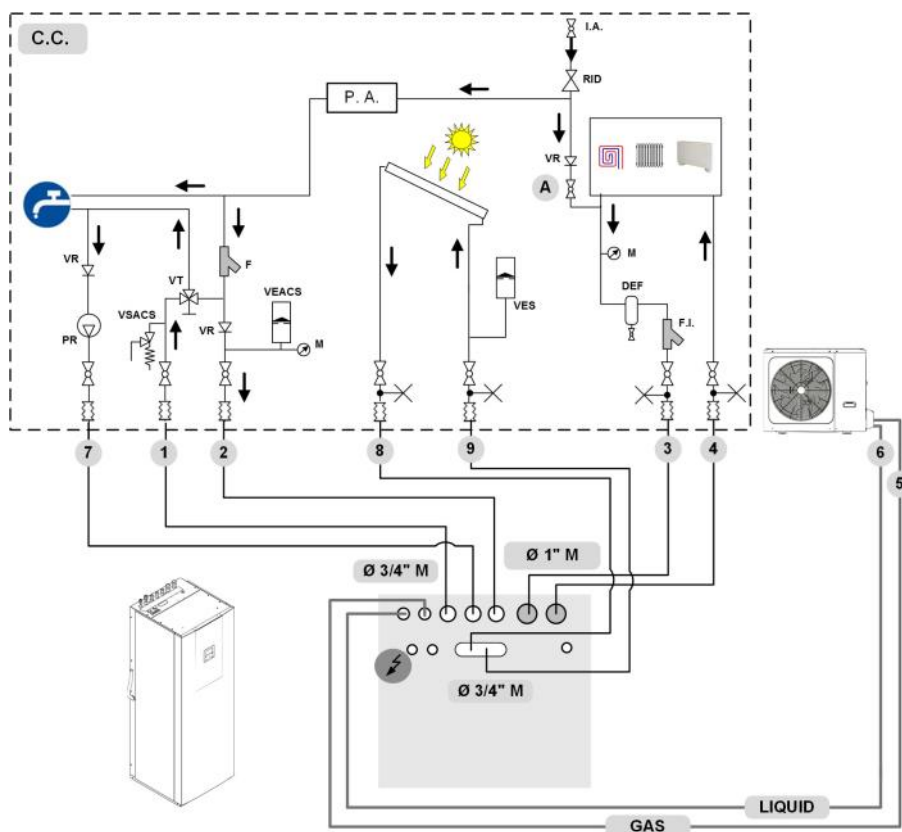 C.C.
I.A.
RID
P. A.
VR
A
M
F
VR
VT
VEACS
VES
DEF
VSACS
F.I.
PR
VR
M
7
1
2
8
9
3
4
6
5
Ø 3/4" M
Ø 1" M
Ø 3/4" M
LIQUID
GAS